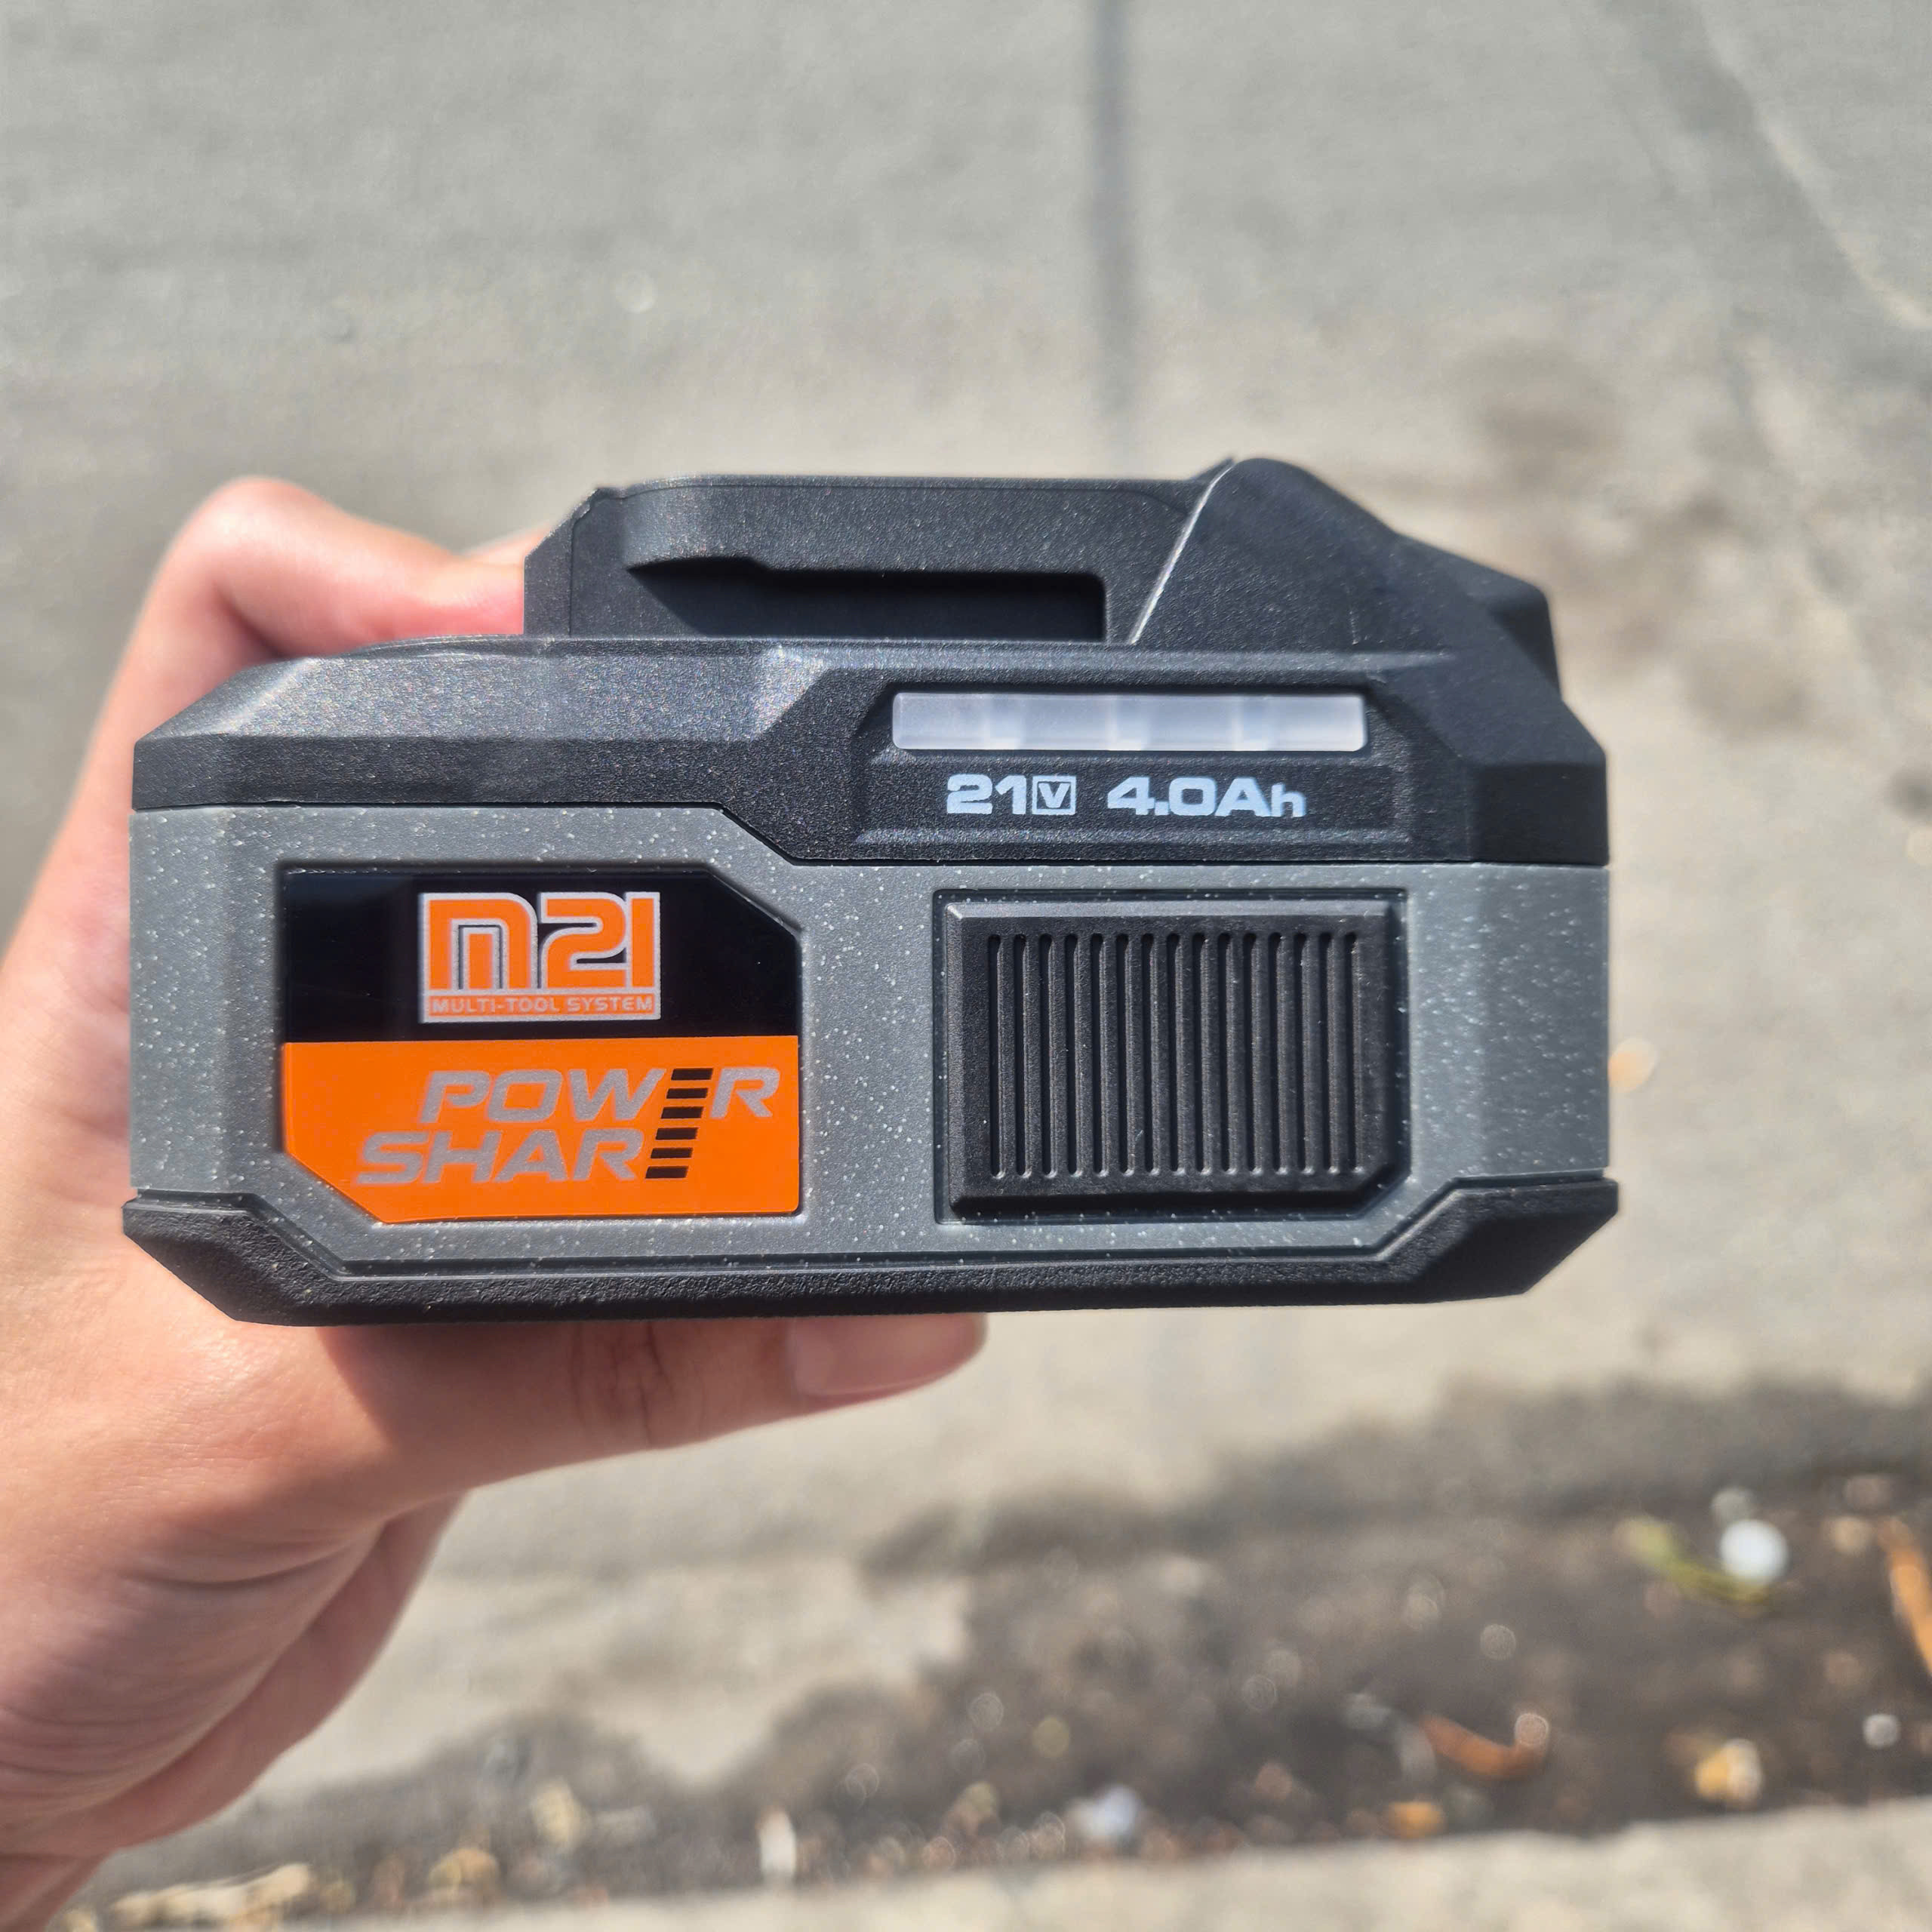 21V 4.0Ah
M21
MULTI-TOOL SYSTEM
POWER
SHARE